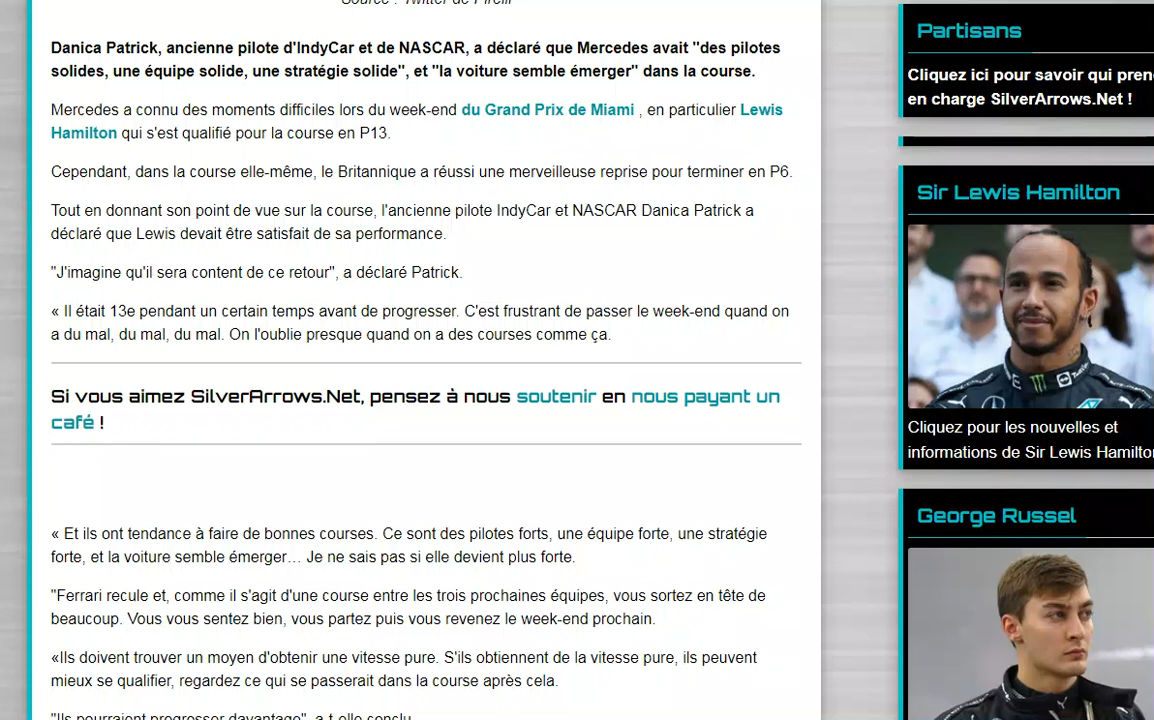 Source : Twitter de Pirelli
Danica Patrick, ancienne pilote d'IndyCar et de NASCAR, a déclaré que Mercedes avait "des pilotes
solides, une équipe solide, une stratégie solide", et "la voiture semble émerger" dans la course.
Mercedes a connu des moments difficiles lors du week-end du Grand Prix de Miami , en particulier Lewis
Hamilton qui s'est qualifié pour la course en P13.
Cependant, dans la course elle-même, le Britannique a réussi une merveilleuse reprise pour terminer en P6.
Tout en donnant son point de vue sur la course, l'ancienne pilote IndyCar et NASCAR Danica Patrick a
déclaré que Lewis devait être satisfait de sa performance.
"J'imagine qu'il sera content de ce retour", a déclaré Patrick.
« Il était 13e pendant un certain temps avant de progresser. C'est frustrant de passer le week-end quand on
a du mal, du mal, du mal. On l'oublie presque quand on a des courses comme ça.
Si vous aimez SilverArrows.Net, pensez à nous soutenir en nous payant un
café !
« Et ils ont tendance à faire de bonnes courses. Ce sont des pilotes forts, une équipe forte, une stratégie
forte, et la voiture semble émerger… Je ne sais pas si elle devient plus forte.
"Ferrari recule et, comme il s'agit d'une course entre les trois prochaines équipes, vous sortez en tête de
beaucoup. Vous vous sentez bien, vous partez puis vous revenez le week-end prochain.
«Ils doivent trouver un moyen d'obtenir une vitesse pure. S'ils obtiennent de la vitesse pure, ils peuvent
mieux se qualifier, regardez ce qui se passerait dans la course après cela.
"Ils pourraient progresser davantage", a-t-elle conclu.
Partisans
Cliquez ici pour savoir qui pren
en charge SilverArrows.Net !
Sir Lewis Hamilton
Cliquez pour les nouvelles et
informations de Sir Lewis Hamilto
George Russel